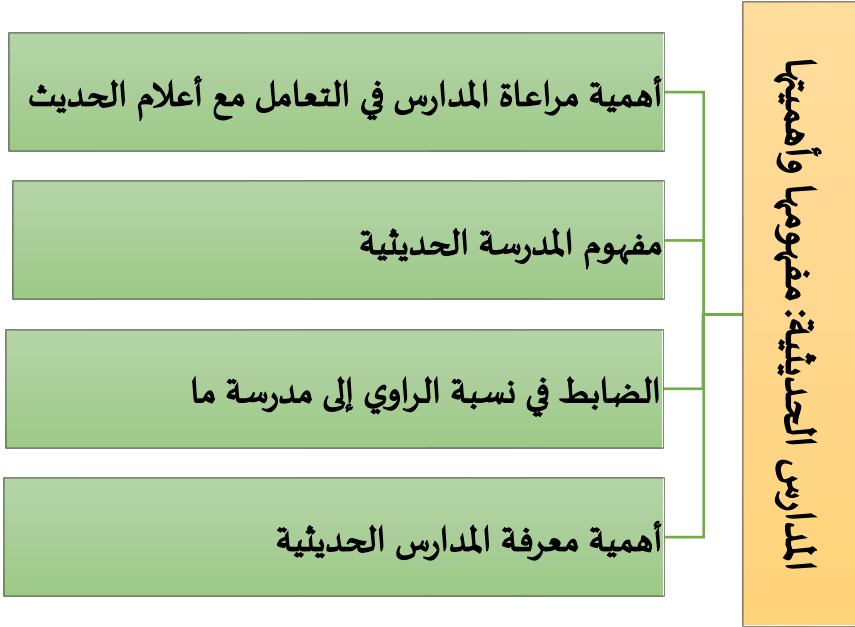 المدارس الحديثية: مفهومها وأهميتها
أهمية مراعاة المدارس في التعامل مع أعلام الحديث
مفهوم المدرسة الحديثية
الضابط في نسبة الراوي إلى مدرسة ما
أهمية معرفة المدارس الحديثية